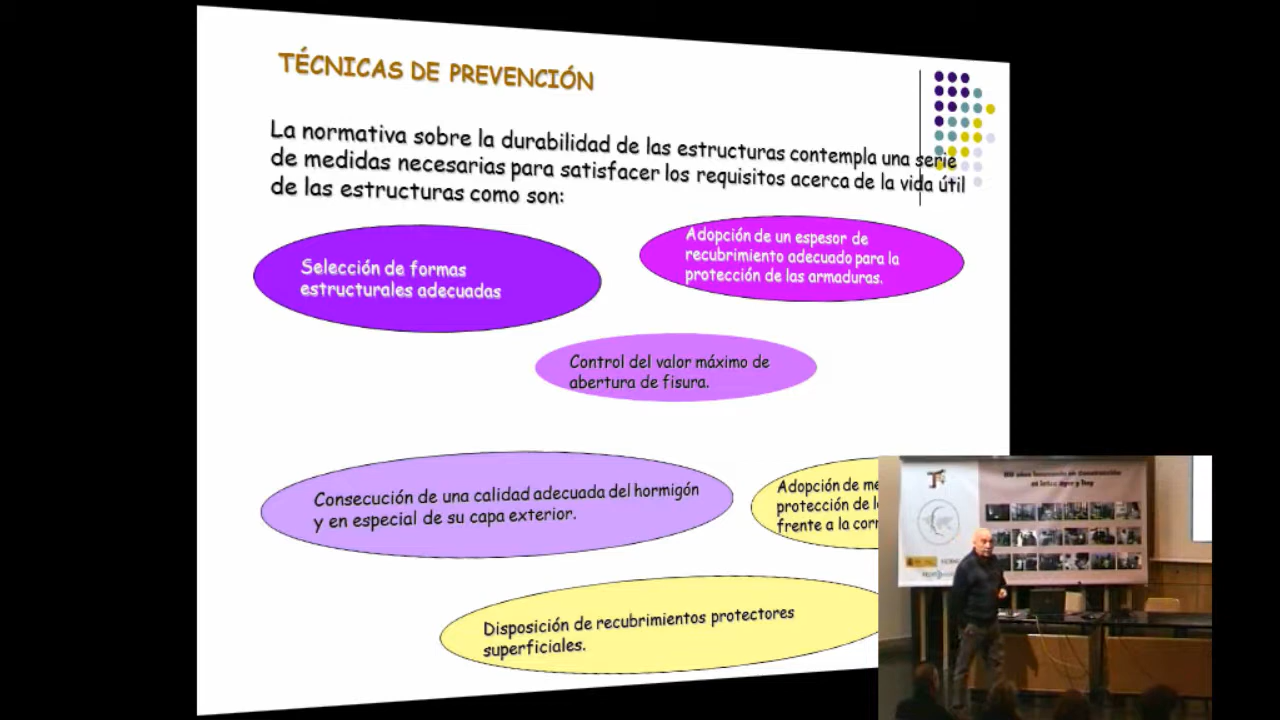 TÉCNICAS DE PREVENCIÓN
La normativa sobre la durabilidad de las estructuras contempla una serie
de medidas necesarias para satisfacer los requisitos acerca de la vida útil
de las estructuras como son:
Selección de formas
estructurales adecuadas
Adopción de un espesor de
recubrimiento adecuado para la
protección de las armaduras.
Control del valor máximo de
abertura de fisura.
Consecución de una calidad adecuada del hormigón
y en especial de su capa exterior.
Adopción de me
protección de l
frente a la corr
Disposición de recubrimientos protectores
superficiales.